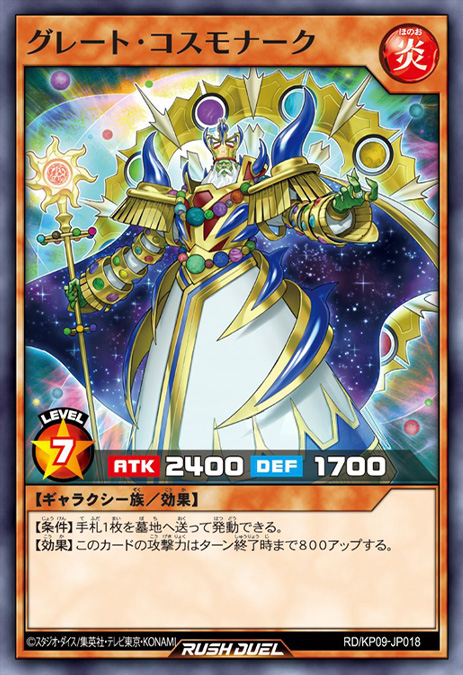 グレート・コスモナーク
ほのお
炎
LEVEL
7
ATK 2400 DEF 1700
【ギャラクシー族／効果】
【条件】手札1枚を墓地へ送って発動できる。
【効果】このカードの攻撃力はターン終了時まで800アップする。
©スタジオ・ダイス/集英社・テレビ東京・KONAMI
RUSH DUEL
RD/KP09-JP018